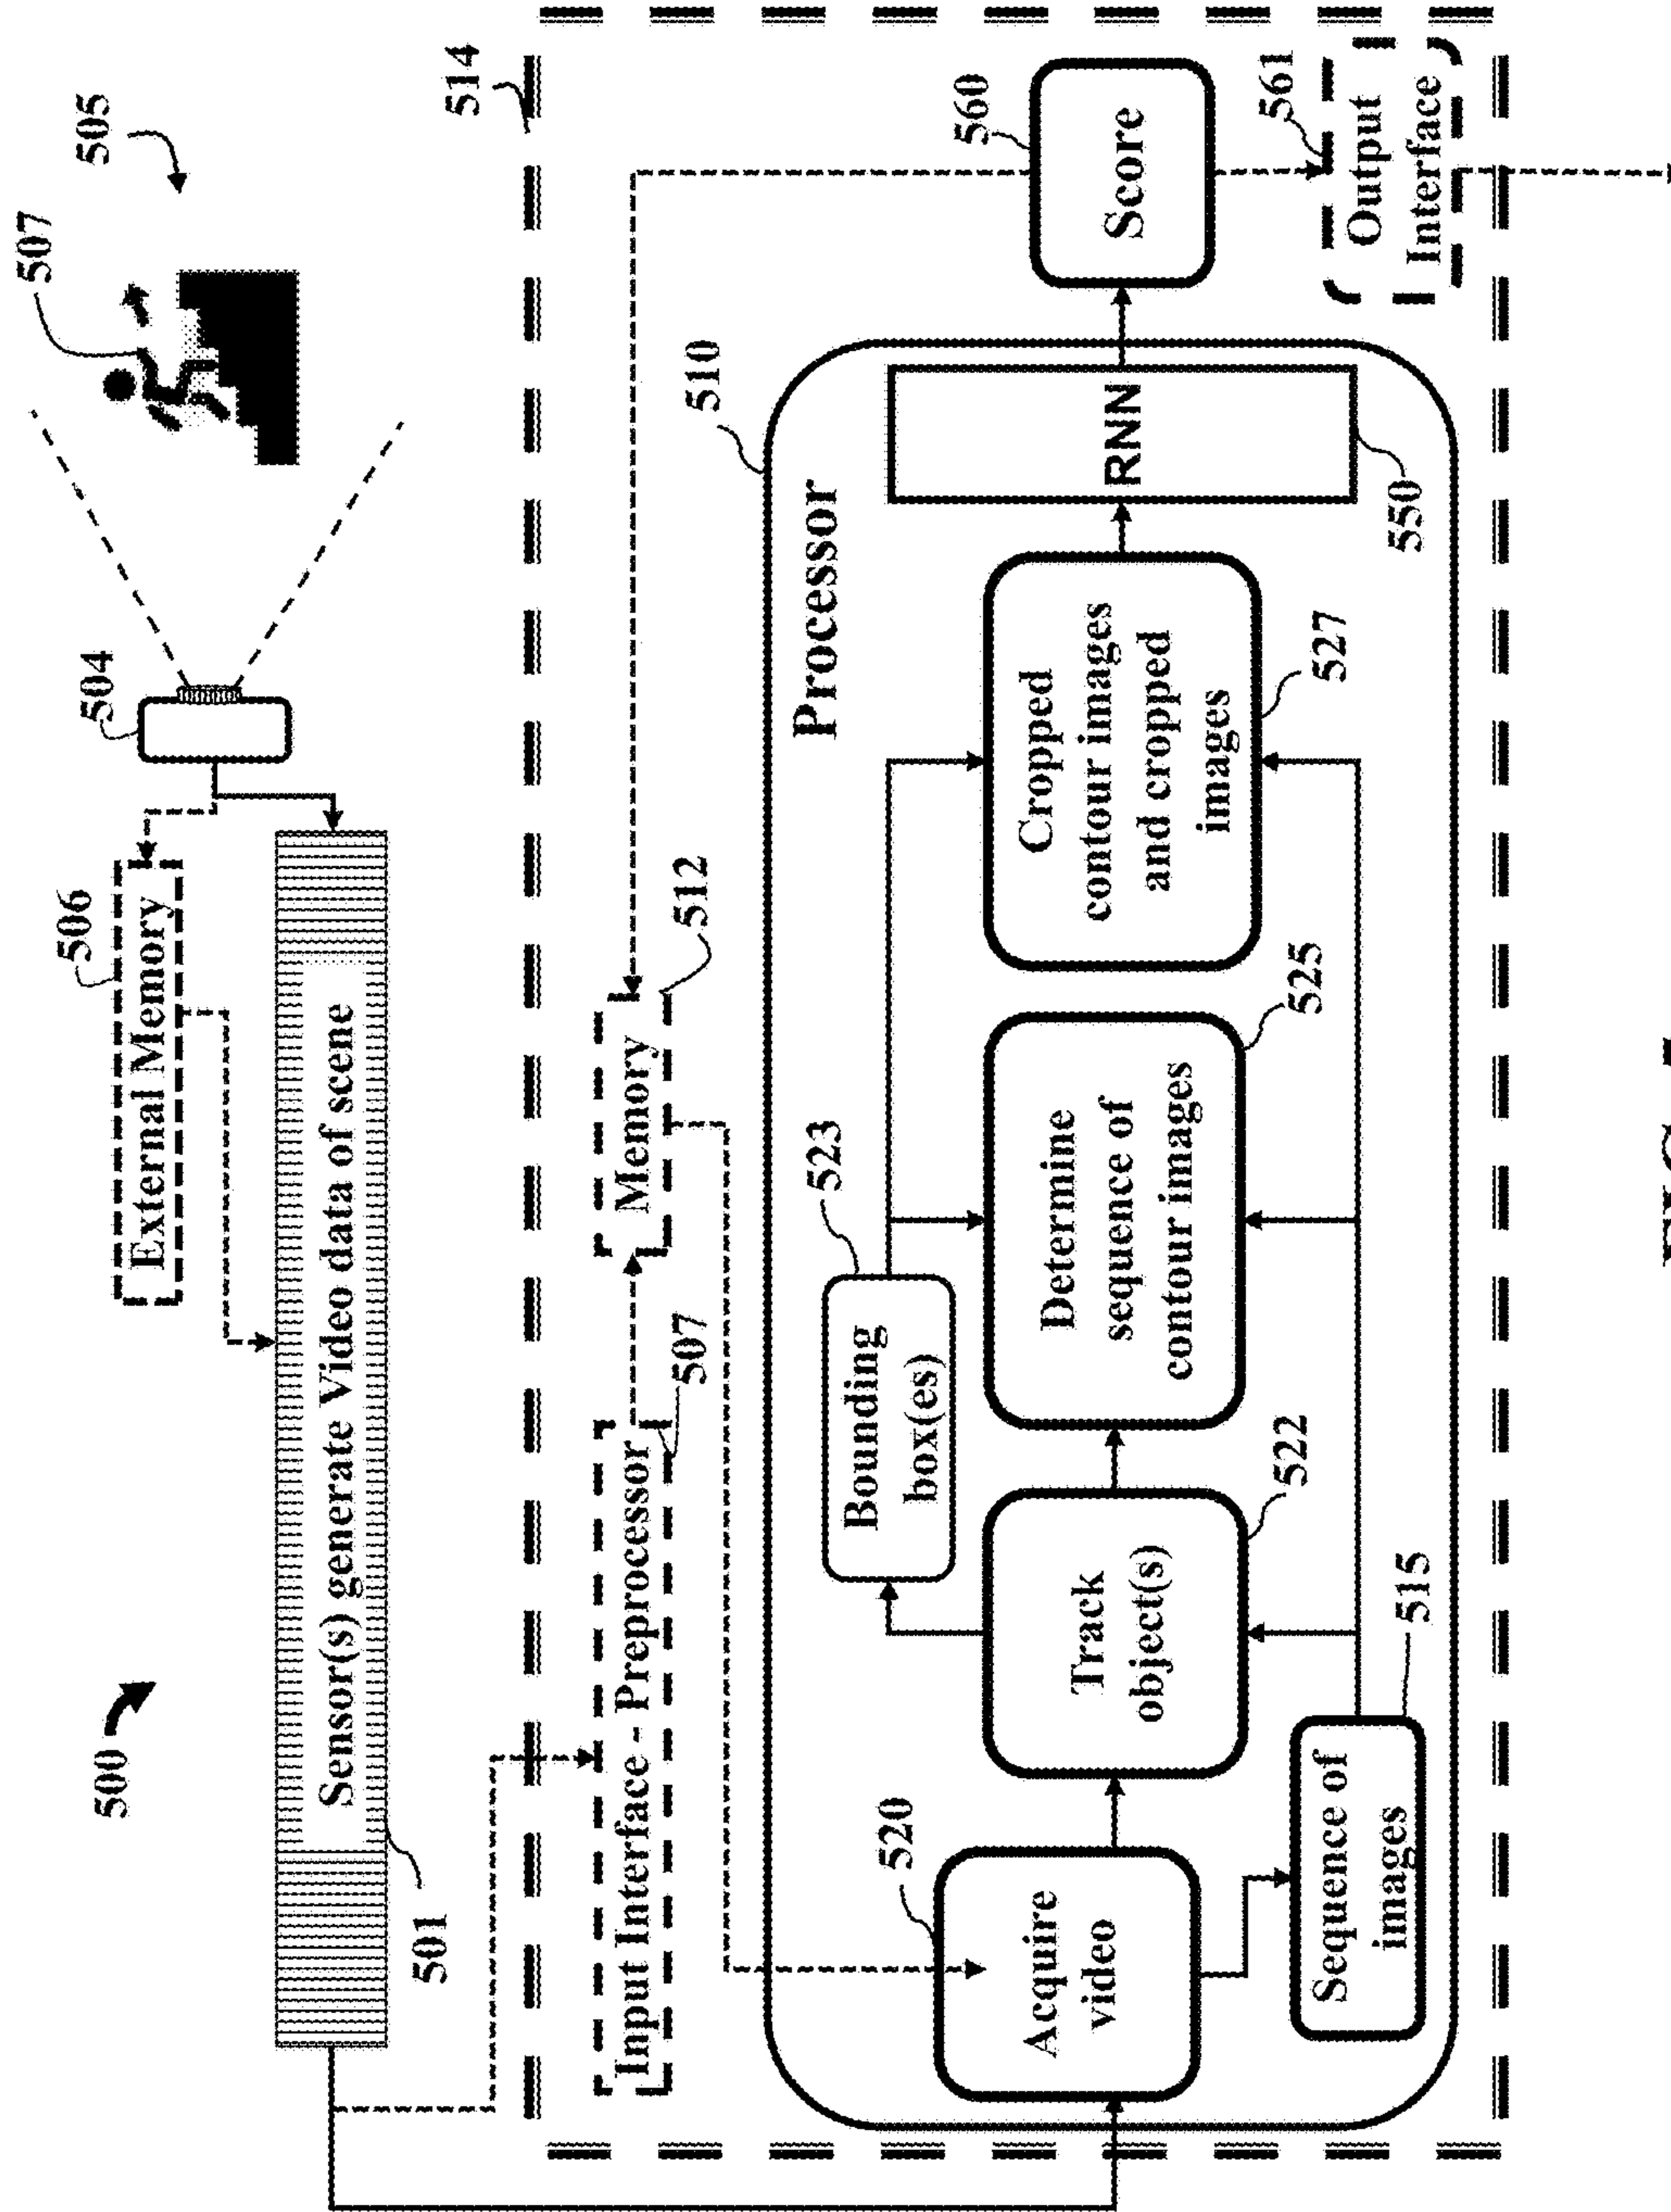 500
505
507
504
506
External Memory
Sensor(s) generate Video data of scene
501
514
Input Interface - Preprocessor
507
Memory
512
510
Processor
520
Acquire
video
Sequence of
images
515
Track
object(s)
522
Bounding
box(es)
523
Determine
sequence of
contour images
525
Cropped
contour images
and cropped
images
527
RNN
550
Score
560
561
Output
Interface